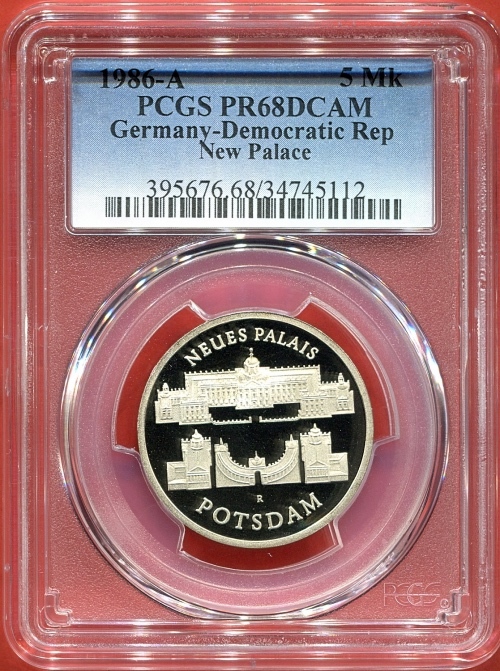 1986-A 5 Mk
PCGS PR68DCAM
Germany-Democratic Rep
New Palace
395676.68/34745112
NEUES PALAIS
R
POTSDAM
PCGS